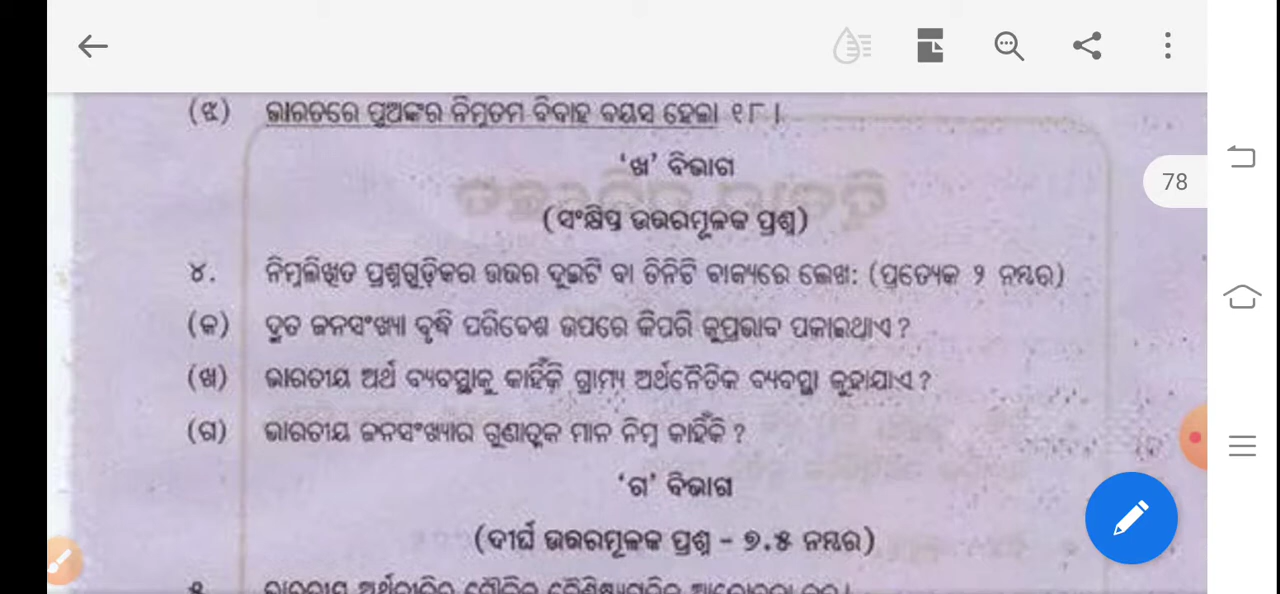 (ଝ) ଭାରତରେ ପୁଅଙ୍କର ନିମ୍ନତମ ବିବାହ ବୟସ ହେଲା ୧୮।
‘ଖ’ ବିଭାଗ
78
(ସଂକ୍ଷିପ୍ତ ଉତ୍ତରମୂଳକ ପ୍ରଶ୍ନ)
୪. ନିମ୍ନଲିଖିତ ପ୍ରଶ୍ନଗୁଡ଼ିକର ଉତ୍ତର ଦୁଇଟି ବା ତିନିଟି ବାକ୍ୟରେ ଲେଖ: (ପ୍ରତ୍ୟେକ ୨ ନମ୍ବର)
(କ) ଦ୍ରୁତ ଜନସଂଖ୍ୟା ବୃଦ୍ଧି ପରିବେଶ ଉପରେ କିପରି କୁପ୍ରଭାବ ପକାଇଥାଏ ?
(ଖ) ଭାରତୀୟ ଅର୍ଥ ବ୍ୟବସ୍ଥାକୁ କାହିଁକି ଗ୍ରାମ୍ୟ ଅର୍ଥନୈତିକ ବ୍ୟବସ୍ଥା କୁହାଯାଏ ?
(ଗ) ଭାରତୀୟ ଜନସଂଖ୍ୟାର ଗୁଣାତ୍ମକ ମାନ ନିମ୍ନ କାହିଁକି ?
‘ଗ’ ବିଭାଗ
(ଦୀର୍ଘ ଉତ୍ତରମୂଳକ ପ୍ରଶ୍ନ - ୭.୫ ନମ୍ବର)